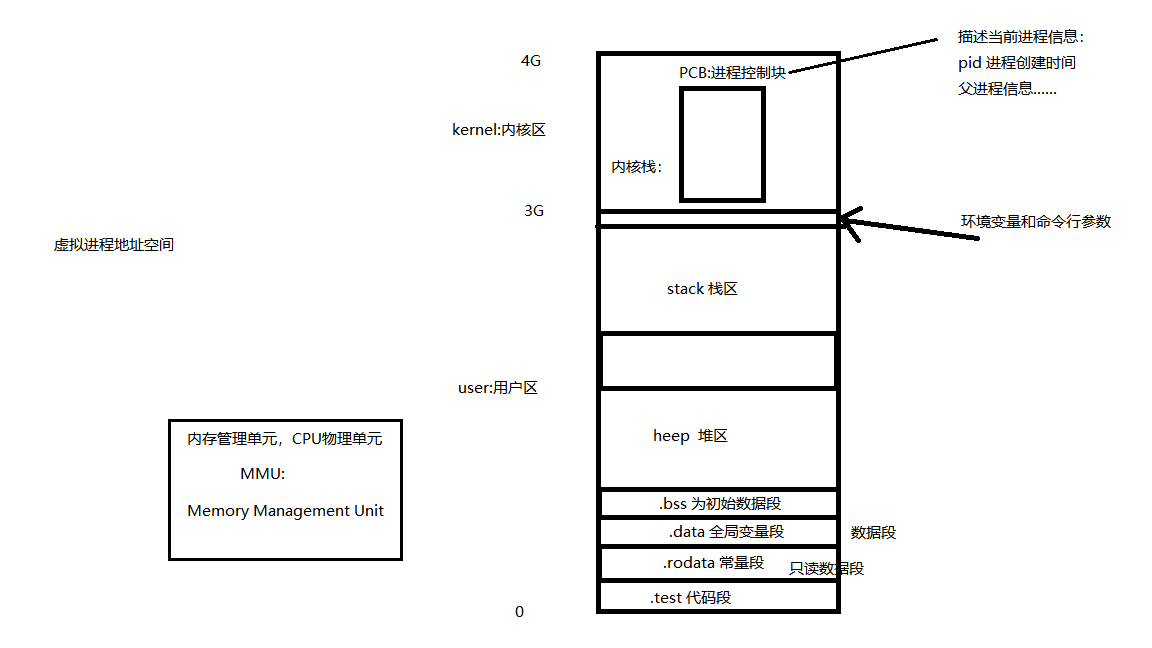 4G
PCB:进程控制块
描述当前进程信息：
pid 进程创建时间
父进程信息......
kernel:内核区
内核栈：
3G
环境变量和命令行参数
虚拟进程地址空间
stack 栈区
user:用户区
heep 堆区
内存管理单元，CPU物理单元
MMU:
Memory Management Unit
.bss 为初始数据段
.data 全局变量段
数据段
.rodata 常量段
只读数据段
.test 代码段
0